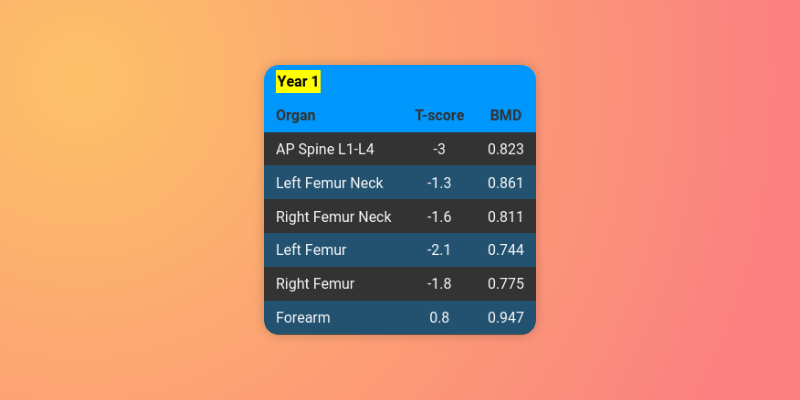 Year 1
Organ T-score BMD
AP Spine L1-L4 -3 0.823
Left Femur Neck -1.3 0.861
Right Femur Neck -1.6 0.811
Left Femur -2.1 0.744
Right Femur -1.8 0.775
Forearm 0.8 0.947